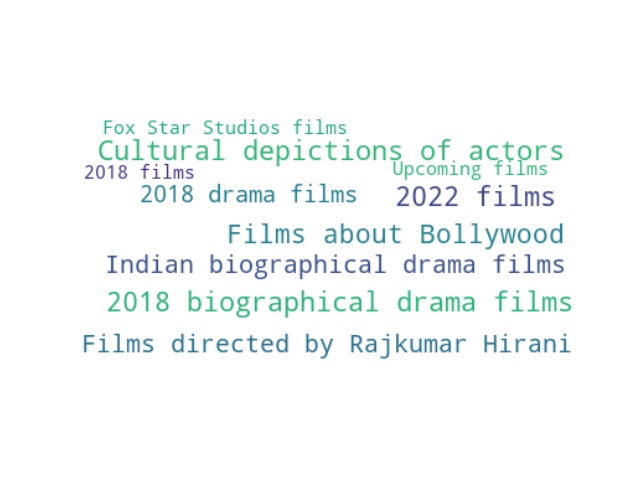 Fox Star Studios films
Cultural depictions of actors
2018 films
Upcoming films
2018 drama films
2022 films
Films about Bollywood
Indian biographical drama films
2018 biographical drama films
Films directed by Rajkumar Hirani